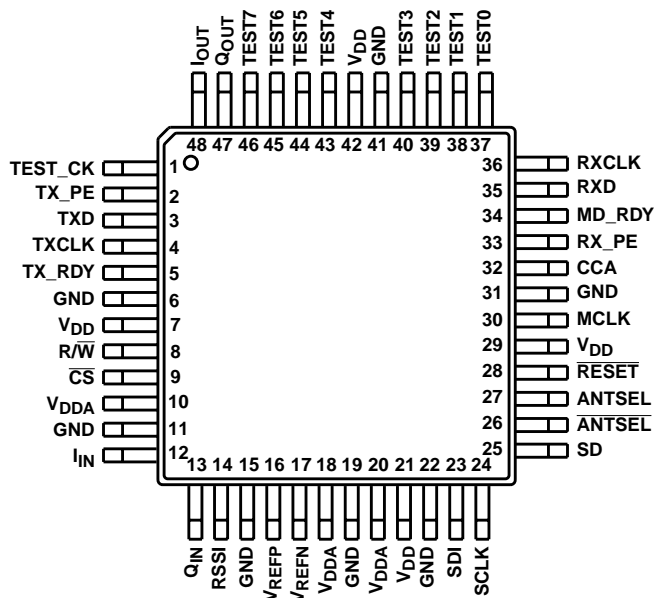 I_OUT
Q_OUT
TEST7
TEST6
TEST5
TEST4
V_DD
GND
TEST3
TEST2
TEST1
TEST0
48 47 46 45 44 43 42 41 40 39 38 37
TEST_CK 1
TX_PE 2
TXD 3
TXCLK 4
TX_RDY 5
GND 6
V_DD 7
R/W̅ 8
C̅S̅ 9
V_DDA 10
GND 11
I_IN 12
36 RXCLK
35 RXD
34 MD_RDY
33 RX_PE
32 CCA
31 GND
30 MCLK
29 V_DD
28 R̅E̅S̅E̅T̅
27 ANTSEL
26 A̅N̅T̅S̅E̅L̅
25 SD
13 14 15 16 17 18 19 20 21 22 23 24
Q_IN
RSSI
GND
V_REFP
V_REFN
V_DDA
GND
V_DDA
V_DD
GND
SDI
SCLK